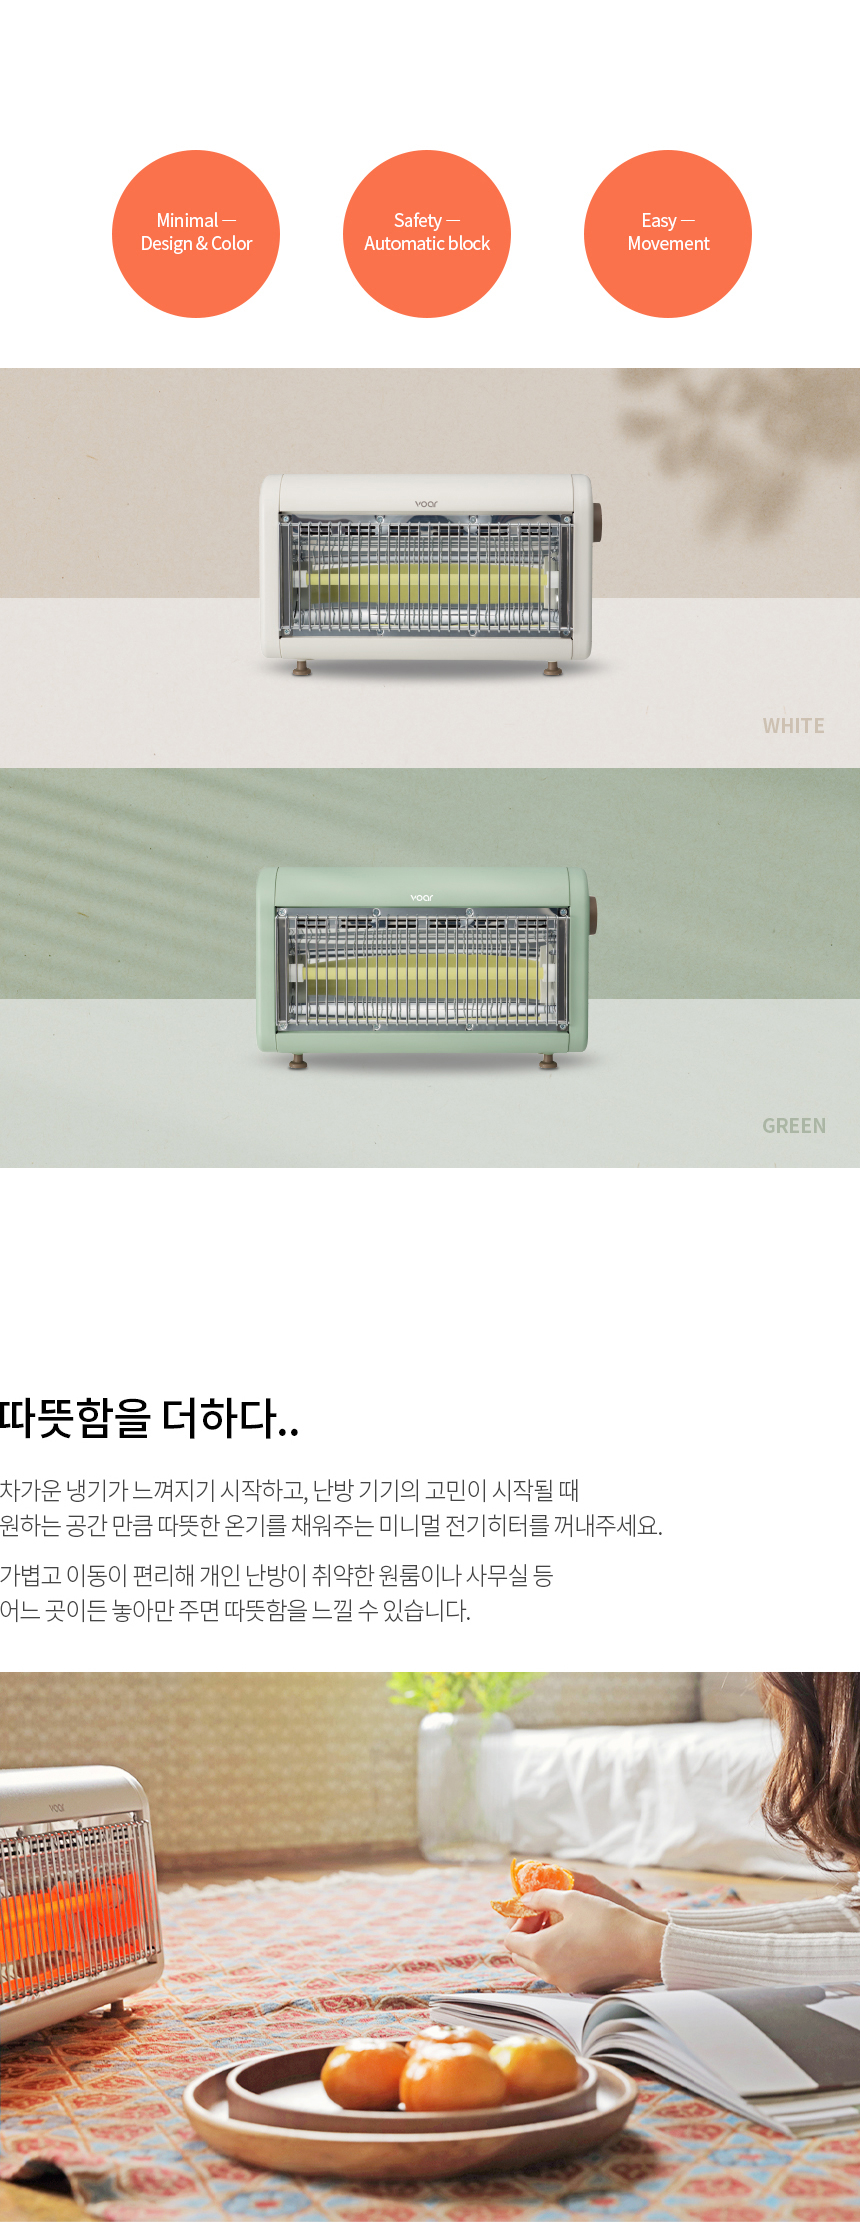 Minimal —
Design & Color
Safety —
Automatic block
Easy —
Movement
voar
WHITE
voar
GREEN
따뜻함을 더하다..
차가운 냉기가 느껴지기 시작하고, 난방 기기의 고민이 시작될 때
원하는 공간 만큼 따뜻한 온기를 채워주는 미니멀 전기히터를 꺼내주세요.
가볍고 이동이 편리해 개인 난방이 취약한 원룸이나 사무실 등
어느 곳이든 놓아만 주면 따뜻함을 느낄 수 있습니다.
voar